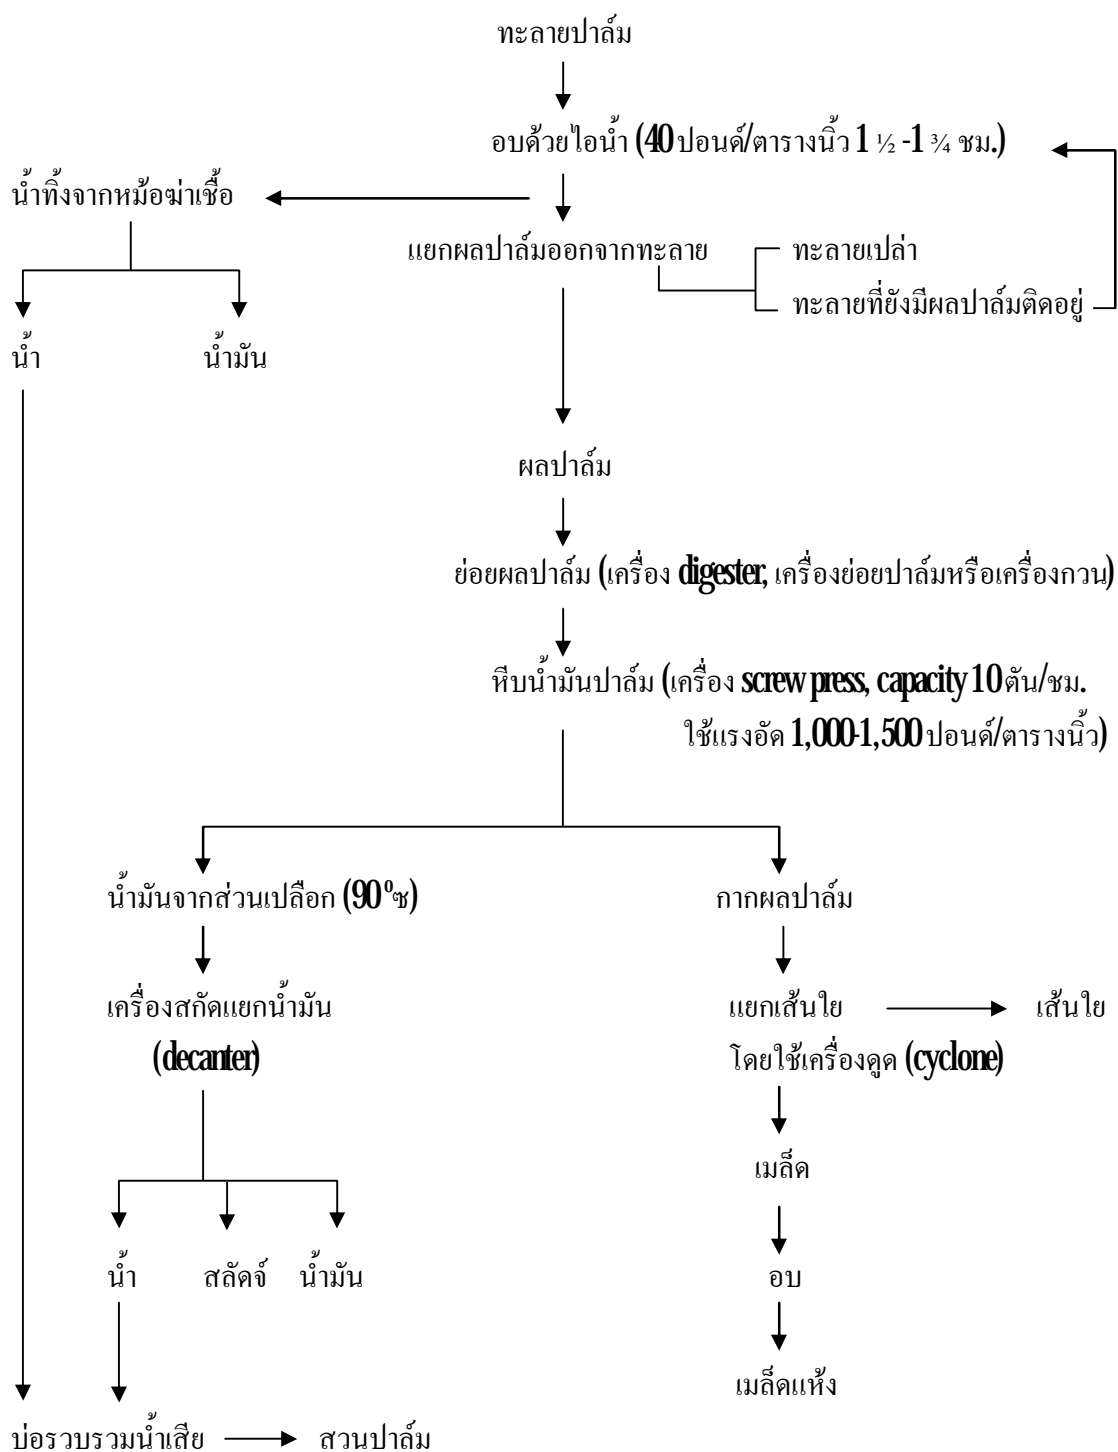 ทะลายปาล์ม
อบด้วยไอน้ำ (40 ปอนด์/ตารางนิ้ว 1 ½ -1 ¾ ชม.)
น้ำทิ้งจากหม้อฆ่าเชื้อ
แยกผลปาล์มออกจากทะลาย
ทะลายเปล่า
ทะลายที่ยังมีผลปาล์มติดอยู่
น้ำ
น้ำมัน
ผลปาล์ม
ย่อยผลปาล์ม (เครื่อง digester, เครื่องย่อยปาล์มหรือเครื่องกวน)
หีบน้ำมันปาล์ม (เครื่อง screw press, capacity 10 ตัน/ชม.
ใช้แรงอัด 1,000-1,500 ปอนด์/ตารางนิ้ว)
น้ำมันจากส่วนเปลือก (90 ºซ)
กากผลปาล์ม
เครื่องสกัดแยกน้ำมัน
(decanter)
แยกเส้นใย
เส้นใย
โดยใช้เครื่องดูด (cyclone)
เมล็ด
น้ำ
สลัดจ์
น้ำมัน
อบ
เมล็ดแห้ง
บ่อรวบรวมน้ำเสีย
สวนปาล์ม